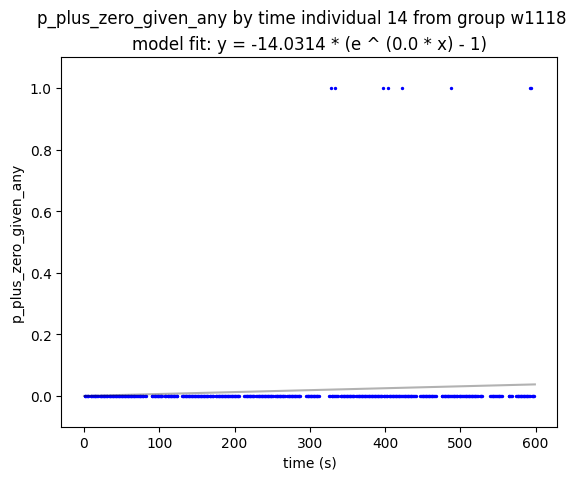 p_plus_zero_given_any by time individual 14 from group w1118
model fit: y = -14.0314 * (e ^ (0.0 * x) - 1)
p_plus_zero_given_any
1.0
0.8
0.6
0.4
0.2
0.0
0 100 200 300 400 500 600
time (s)